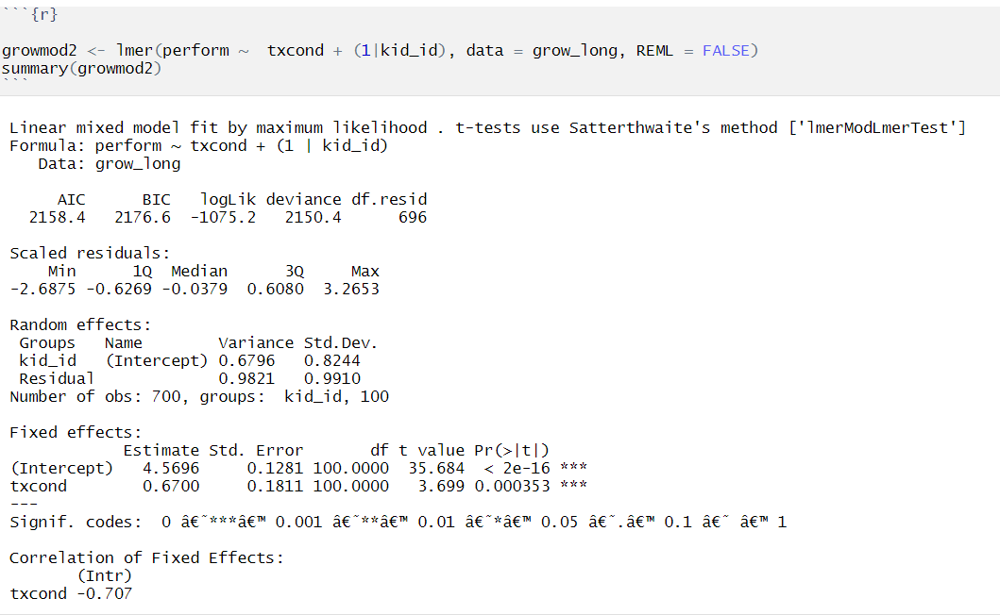 ```{r}
growmod2 <- lmer(perform ~  txcond + (1|kid_id), data = grow_long, REML = FALSE)
summary(growmod2)
```
Linear mixed model fit by maximum likelihood . t-tests use Satterthwaite's method ['lmerModLmerTest']
Formula: perform ~ txcond + (1 | kid_id)
   Data: grow_long
     AIC      BIC   logLik deviance df.resid
  2158.4   2176.6  -1075.2   2150.4      696
Scaled residuals:
    Min      1Q  Median      3Q     Max
-2.6875 -0.6269 -0.0379  0.6080  3.2653
Random effects:
 Groups   Name        Variance Std.Dev.
 kid_id   (Intercept) 0.6796   0.8244
 Residual             0.9821   0.9910
Number of obs: 700, groups:  kid_id, 100
Fixed effects:
            Estimate Std. Error       df t value Pr(>|t|)
(Intercept)   4.5696     0.1281 100.0000  35.684  < 2e-16 ***
txcond        0.6700     0.1811 100.0000   3.699 0.000353 ***
---
Signif. codes:  0 â€˜***â€™ 0.001 â€˜**â€™ 0.01 â€˜*â€™ 0.05 â€˜.â€™ 0.1 â€˜ â€™ 1
Correlation of Fixed Effects:
       (Intr)
txcond -0.707